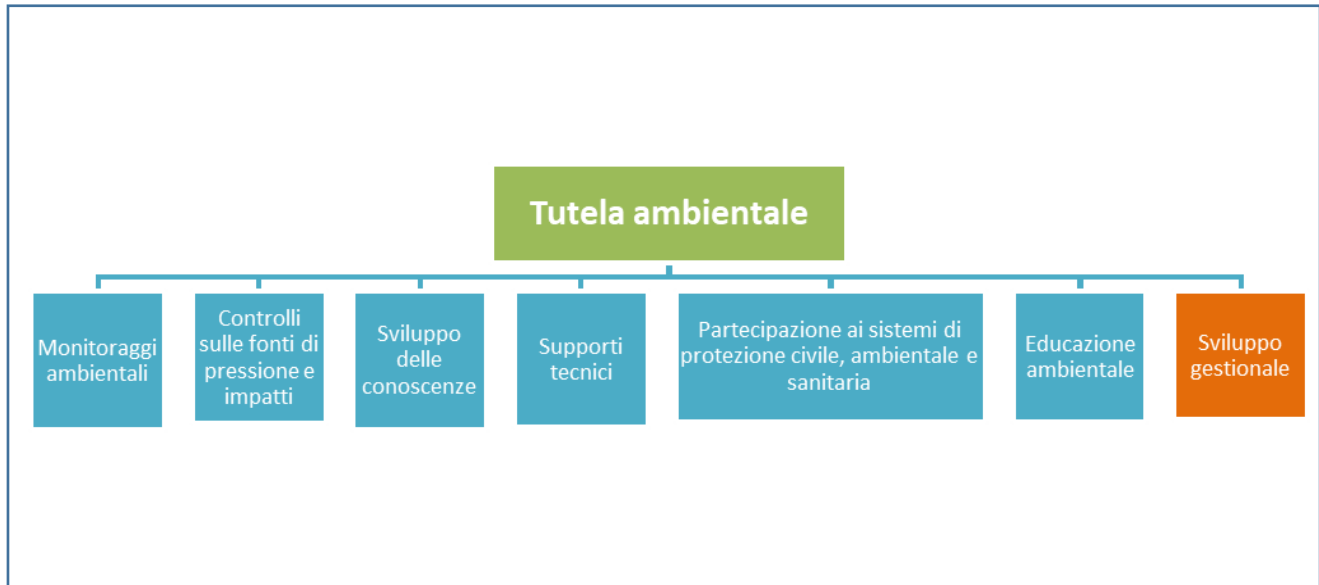 Tutela ambientale
Monitoraggi
ambientali
Controlli
sulle fonti di
pressione e
impatti
Sviluppo
delle
conoscenze
Supporti
tecnici
Partecipazione ai sistemi di
protezione civile, ambientale e
sanitaria
Educazione
ambientale
Sviluppo
gestionale